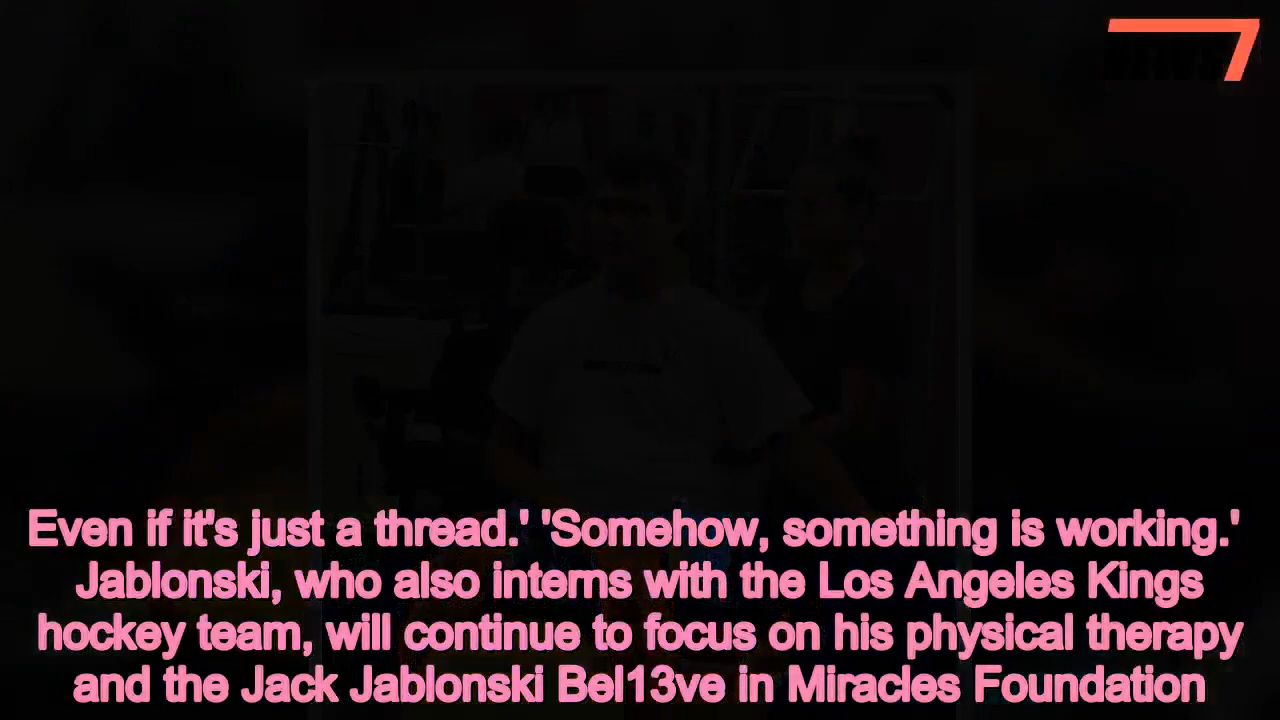 NEWS7
Even if it's just a thread.' 'Somehow, something is working.'
Jablonski, who also interns with the Los Angeles Kings
hockey team, will continue to focus on his physical therapy
and the Jack Jablonski Bel13ve in Miracles Foundation